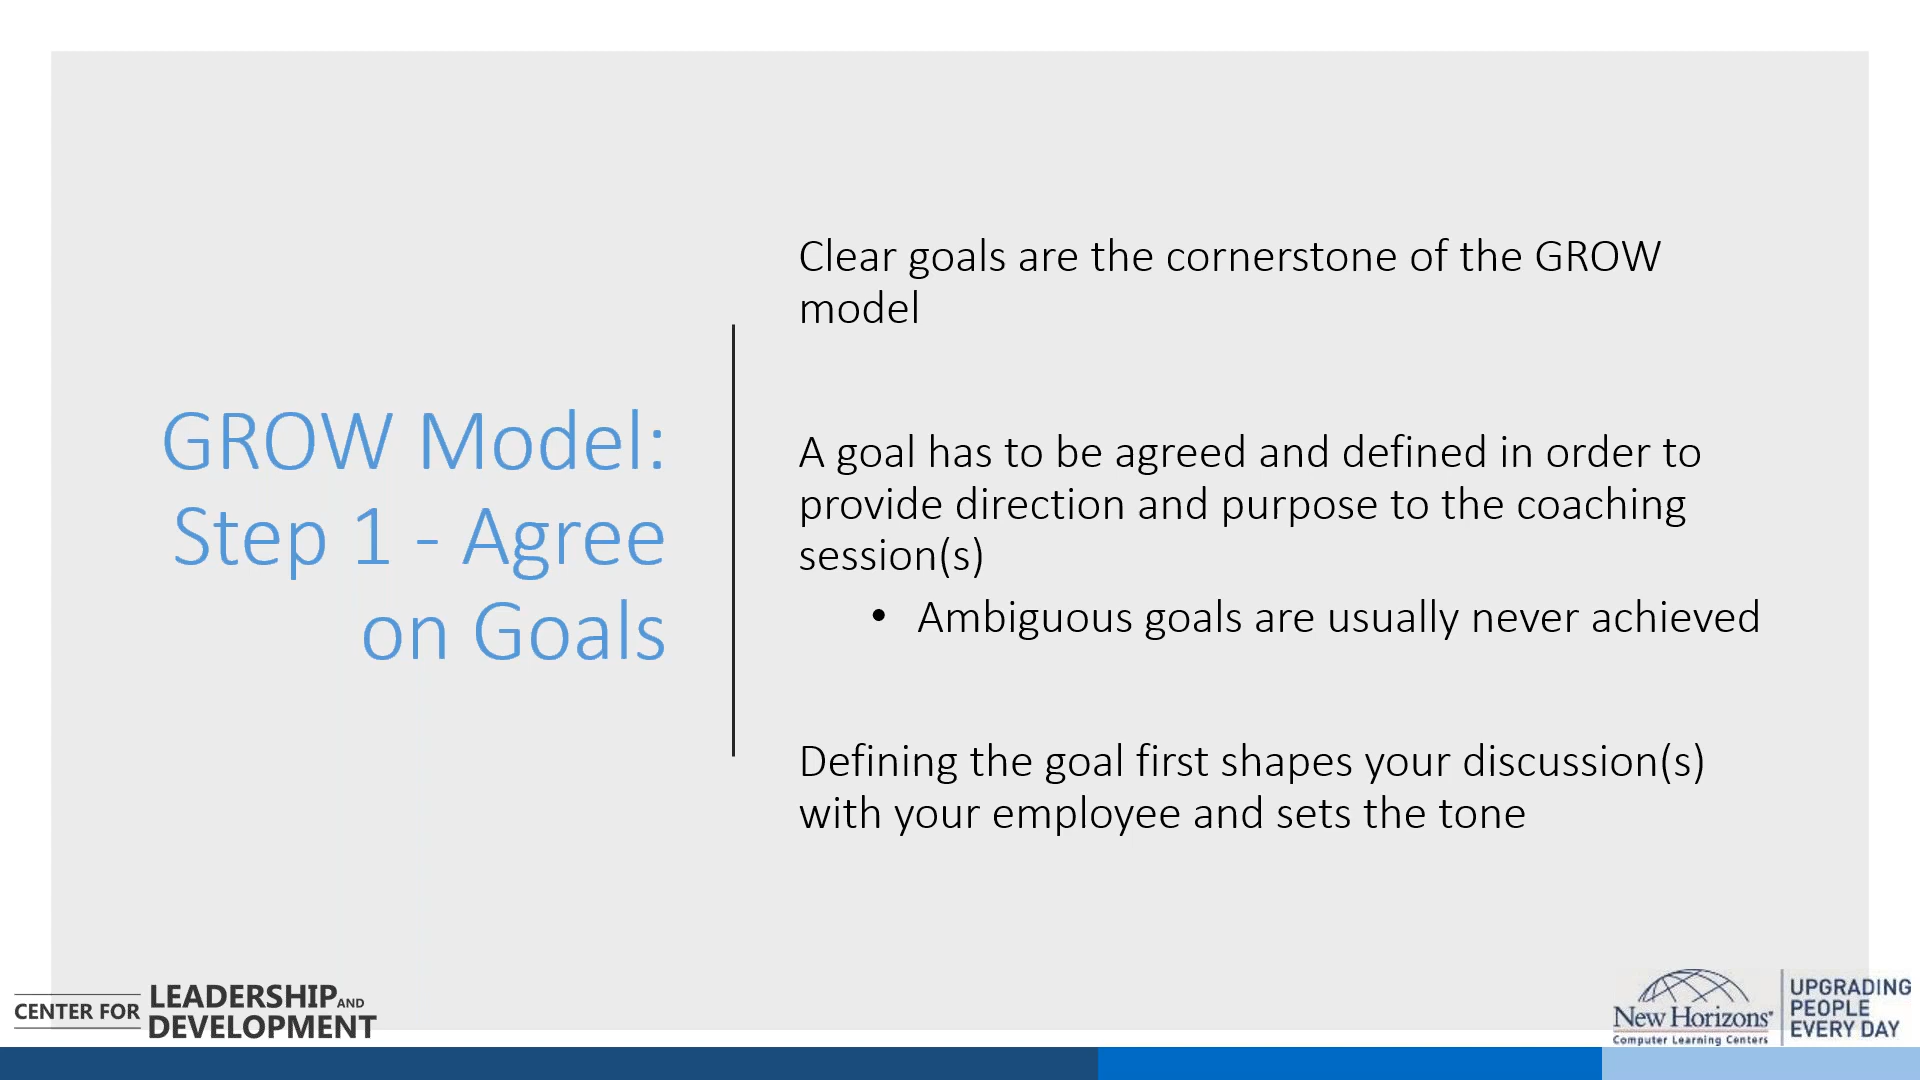 GROW Model:
Step 1 - Agree
on Goals
Clear goals are the cornerstone of the GROW
model
A goal has to be agreed and defined in order to
provide direction and purpose to the coaching
session(s)
• Ambiguous goals are usually never achieved
Defining the goal first shapes your discussion(s)
with your employee and sets the tone
CENTER FOR LEADERSHIP AND
DEVELOPMENT
New Horizons®
Computer Learning Centers
UPGRADING
PEOPLE
EVERY DAY